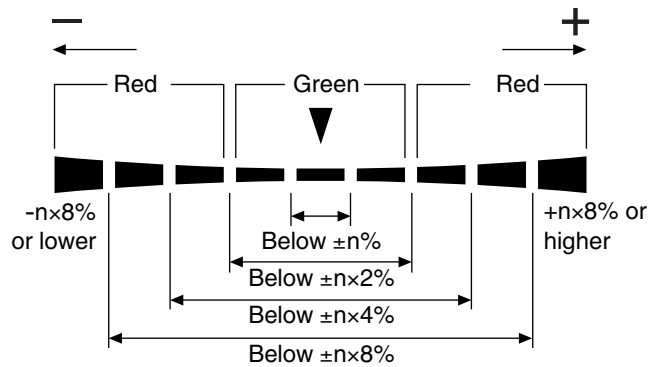 − +
Red Green Red
-n×8%
or lower
+n×8% or
higher
Below ±n%
Below ±n×2%
Below ±n×4%
Below ±n×8%